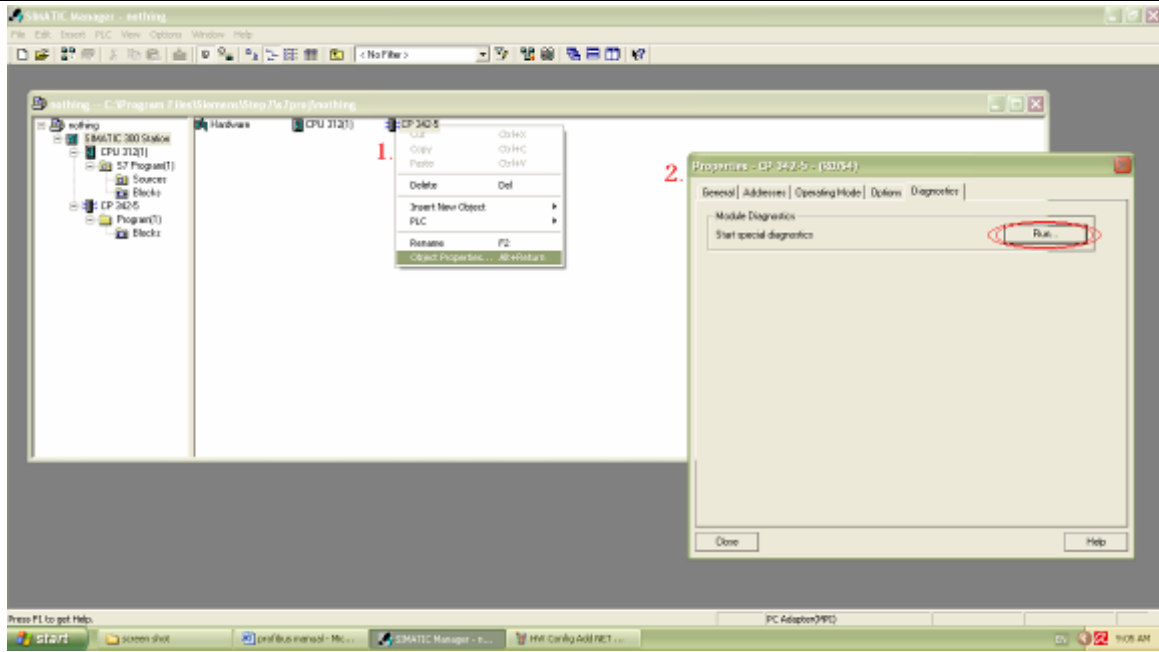 SIMATIC Manager - nothing
File Edit Insert PLC View Options Window Help
< No Filter >
nothing -- C:\Program Files\Siemens\Step7\s7proj\nothing
nothing
SIMATIC 300 Station
CPU 312(1)
S7 Program(1)
Sources
Blocks
CP 342-5
Program(1)
Blocks
Hardware CPU 312(1) CP 342-5
1.
Cut Ctrl+X
Copy Ctrl+C
Paste Ctrl+V
Delete Del
Insert New Object
PLC
Rename F2
Object Properties... Alt+Return
2.
Properties - CP 342-5 - (R0/S4)
General Addresses Operating Mode Options Diagnostics
Module Diagnostics
Start special diagnostics Run...
Close Help
Press F1 to get Help. PC Adapter(MPI)
start screen shot profibus manual - Mic... SIMATIC Manager - n... HW Config Add NET ... EN 9:05 AM